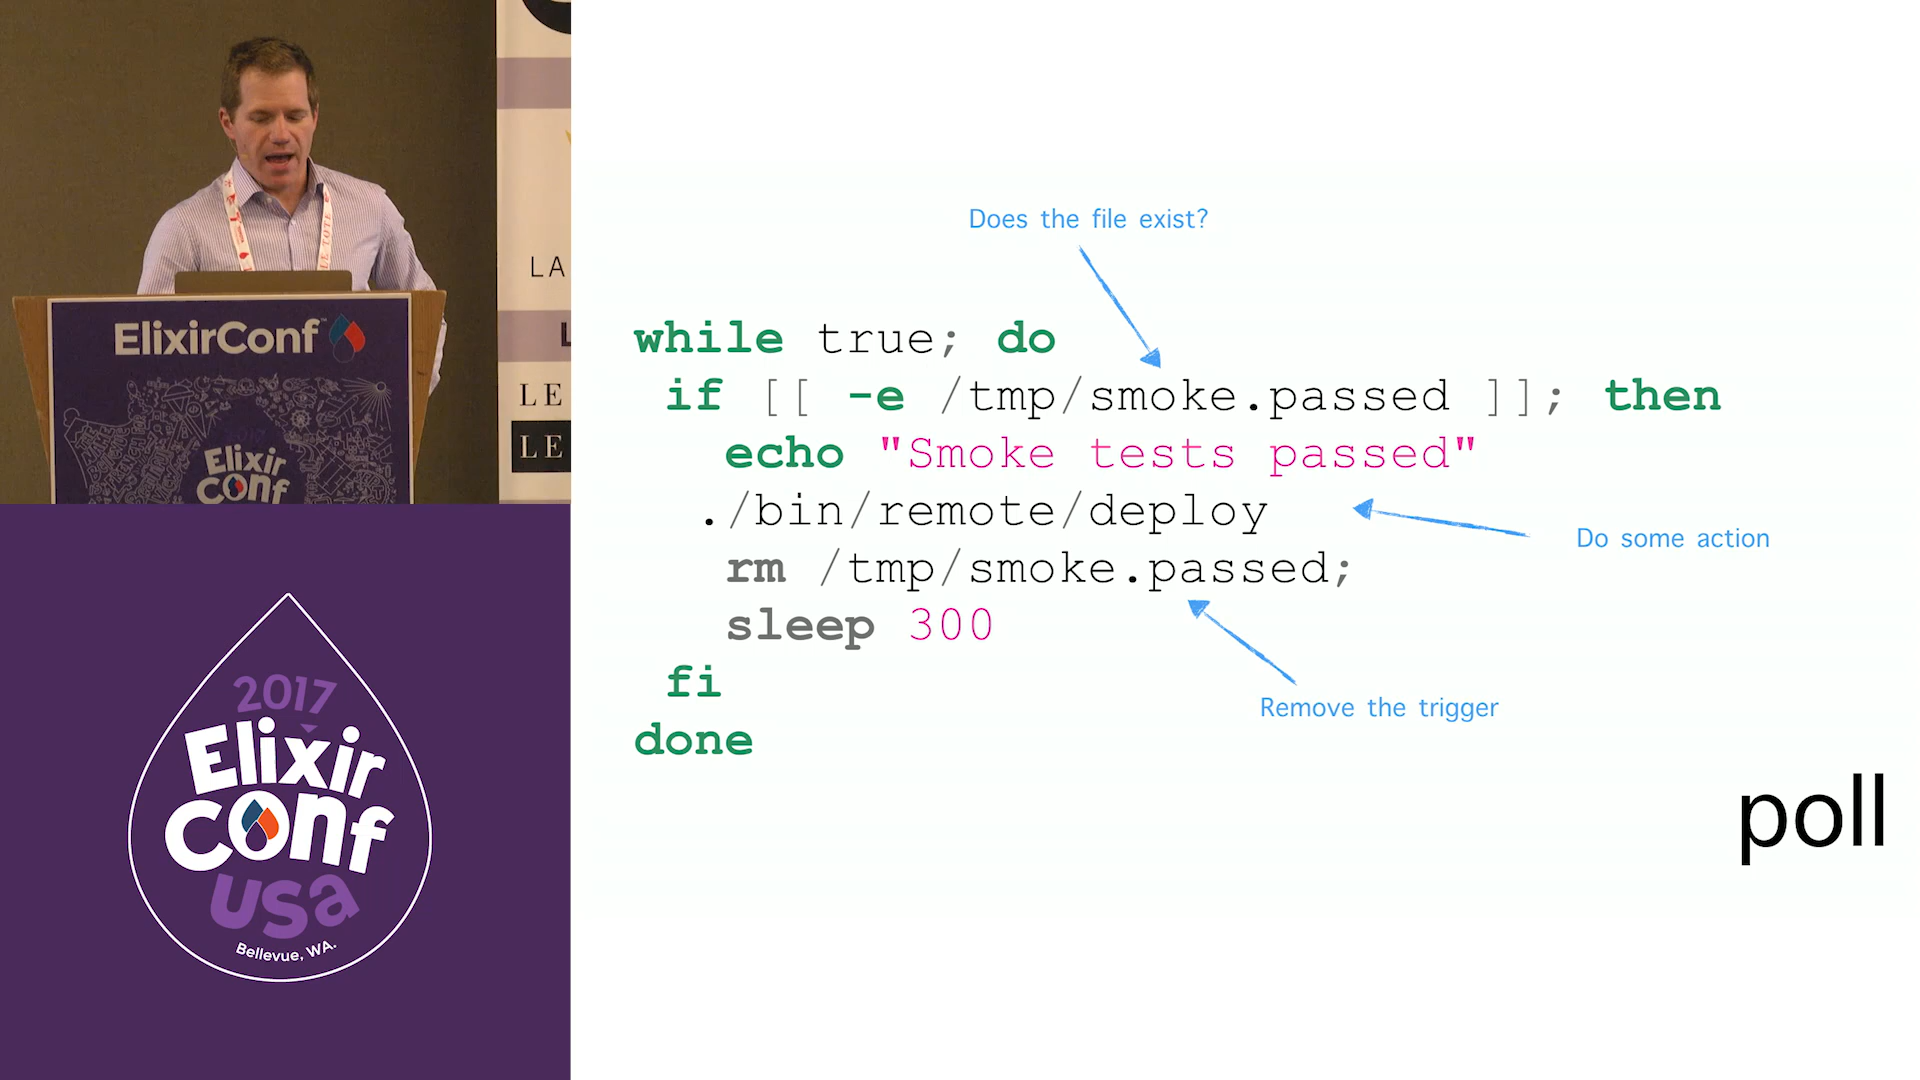 LA
L
LE
LE
ElixirConf
Elixir
Conf
LE TOTE
2017
Elixir
Conf
USa
Bellevue, WA.
Does the file exist?
while true; do
if [[ -e /tmp/smoke.passed ]]; then
echo "Smoke tests passed"
./bin/remote/deploy
Do some action
rm /tmp/smoke.passed;
sleep 300
Remove the trigger
fi
done
poll